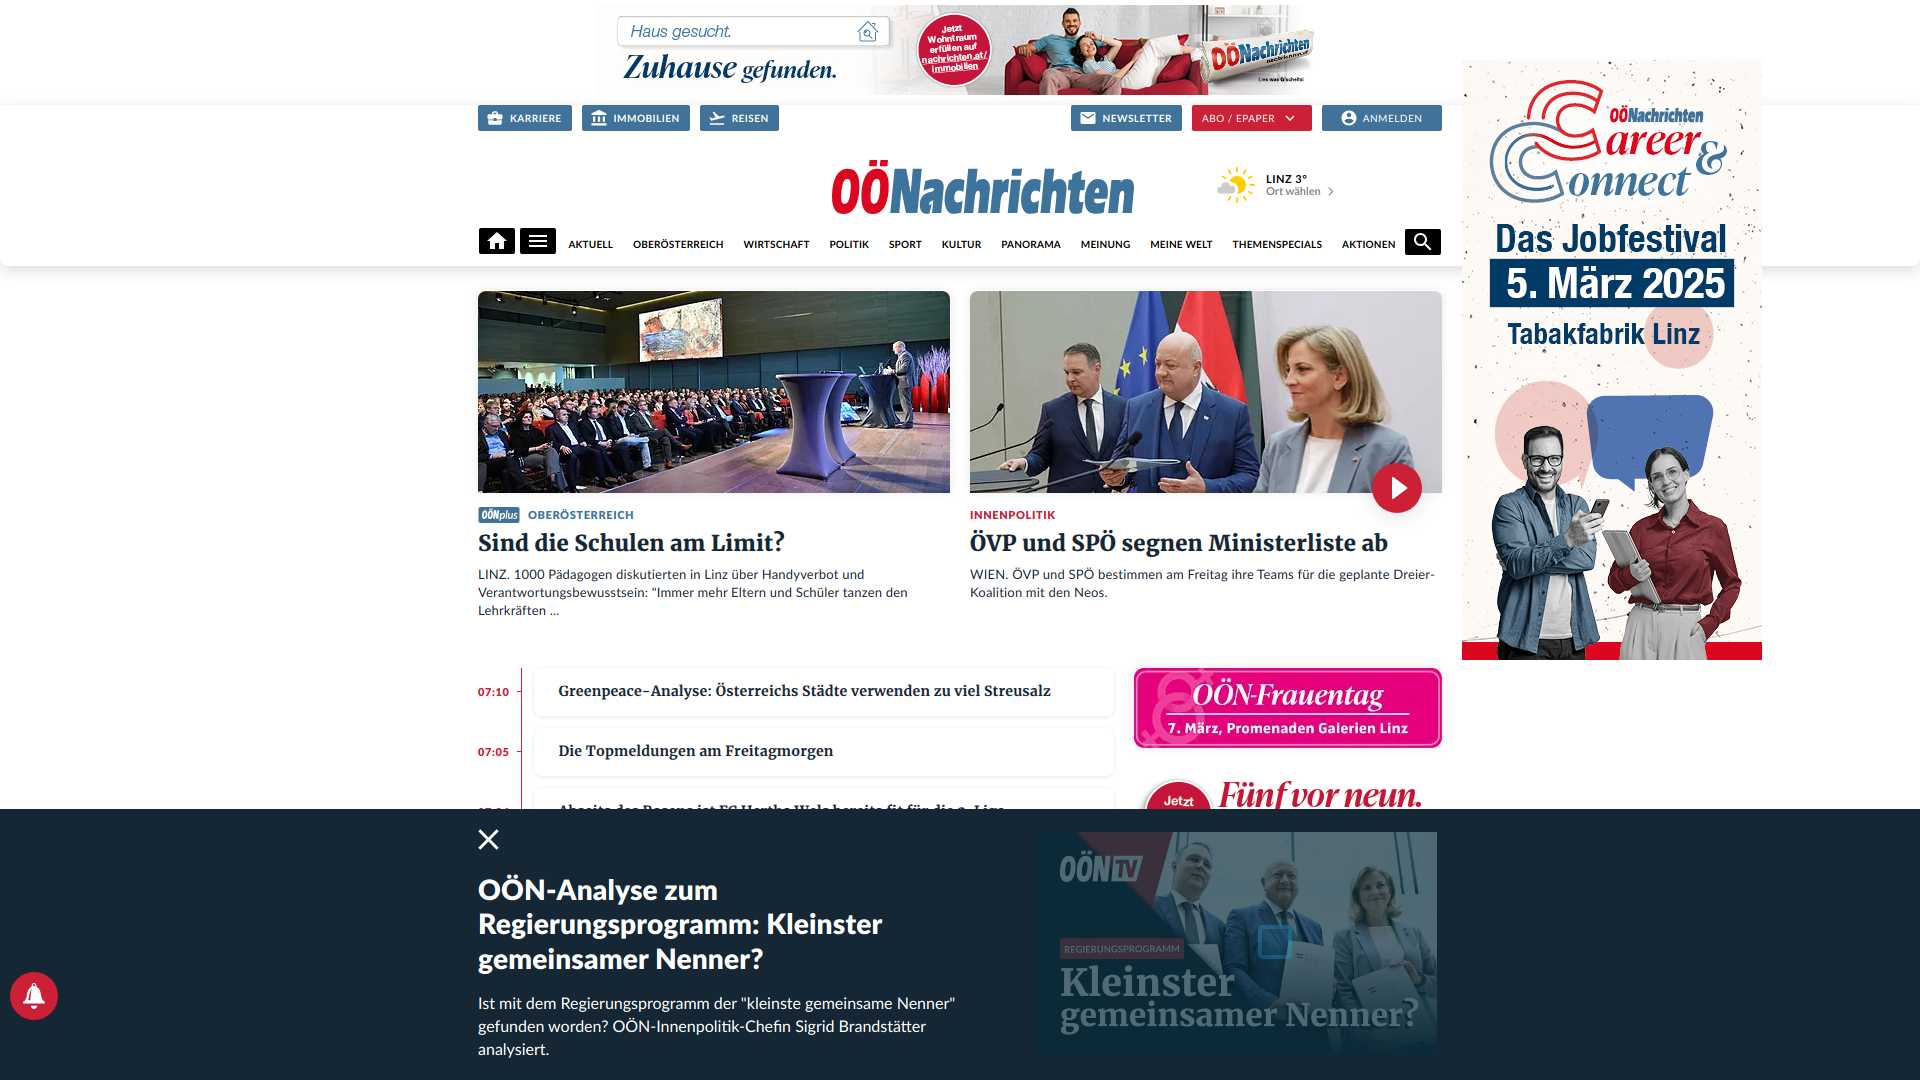 Haus gesucht.
Zuhause gefunden.
Jetzt
Wohntraum
erfüllen auf
nachrichten.at/
immobilien
OÖNachrichten
Lies was G'scheits!
KARRIERE
IMMOBILIEN
REISEN
NEWSLETTER
ABO / EPAPER
ANMELDEN
OÖNachrichten
LINZ 3°
Ort wählen
AKTUELL
OBERÖSTERREICH
WIRTSCHAFT
POLITIK
SPORT
KULTUR
PANORAMA
MEINUNG
MEINE WELT
THEMENSPECIALS
AKTIONEN
OÖNachrichten
Career &
Connect
Das Jobfestival
5. März 2025
Tabakfabrik Linz
OÖNplus OBERÖSTERREICH
Sind die Schulen am Limit?
LINZ. 1000 Pädagogen diskutierten in Linz über Handyverbot und
Verantwortungsbewusstsein: "Immer mehr Eltern und Schüler tanzen den
Lehrkräften ...
INNENPOLITIK
ÖVP und SPÖ segnen Ministerliste ab
WIEN. ÖVP und SPÖ bestimmen am Freitag ihre Teams für die geplante Dreier-
Koalition mit den Neos.
07:10 Greenpeace-Analyse: Österreichs Städte verwenden zu viel Streusalz
07:05 Die Topmeldungen am Freitagmorgen
OÖN-Frauentag
7. März, Promenaden Galerien Linz
Jetzt
Fünf vor neun.
OÖN-Analyse zum
Regierungsprogramm: Kleinster
gemeinsamer Nenner?
Ist mit dem Regierungsprogramm der "kleinste gemeinsame Nenner"
gefunden worden? OÖN-Innenpolitik-Chefin Sigrid Brandstätter
analysiert.
OÖN TV
REGIERUNGSPROGRAMM
Kleinster
gemeinsamer Nenner?